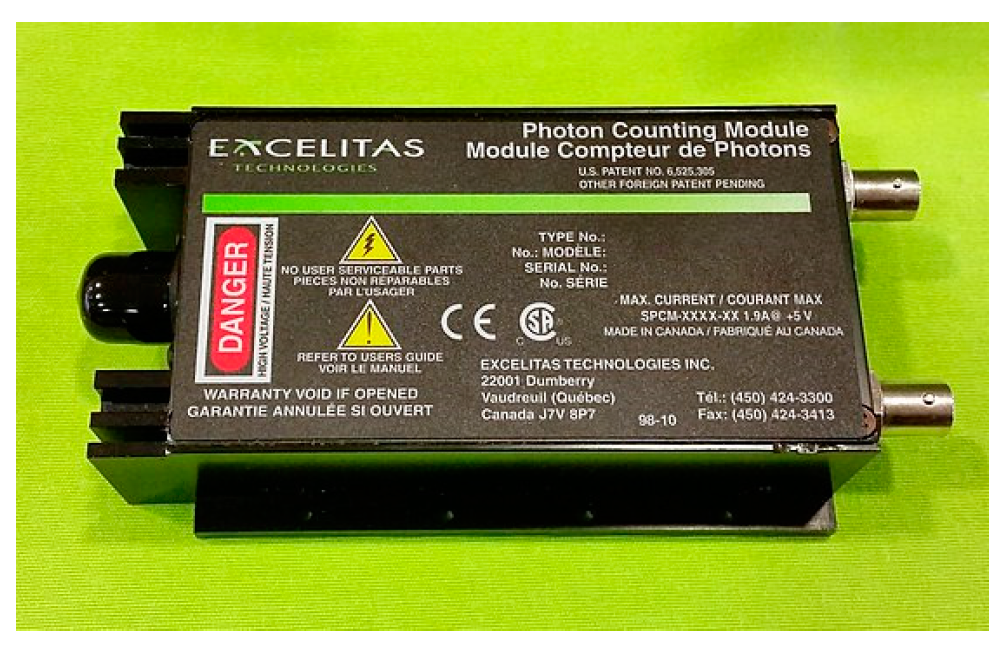 EXCELITAS
TECHNOLOGIES
Photon Counting Module
Module Compteur de Photons
U.S. PATENT NO. 6,525,305
OTHER FOREIGN PATENT PENDING
DANGER
HIGH VOLTAGE / HAUTE TENSION
NO USER SERVICEABLE PARTS
PIECES NON REPARABLES
PAR L'USAGER
REFER TO USERS GUIDE
VOIR LE MANUEL
WARRANTY VOID IF OPENED
GARANTIE ANNULÉE SI OUVERT
TYPE No.:
No.: MODÈLE:
SERIAL No.:
No. SÉRIE
MAX. CURRENT / COURANT MAX
SPCM-XXXX-XX 1.9A@ +5 V
MADE IN CANADA / FABRIQUÉ AU CANADA
CE
C SA US
EXCELITAS TECHNOLOGIES INC.
22001 Dumberry
Vaudreuil (Québec)
Canada J7V 8P7
98-10
Tél.: (450) 424-3300
Fax: (450) 424-3413